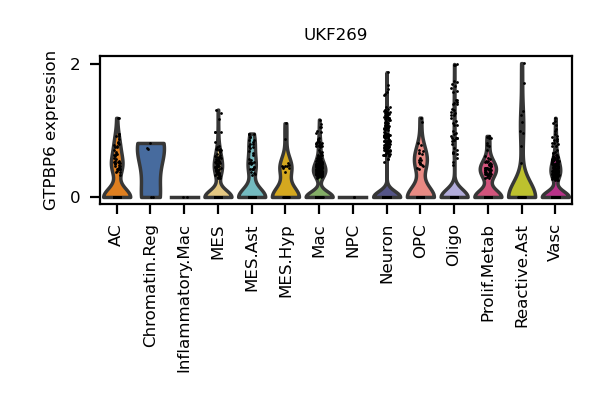 UKF269
GTPBP6 expression
2
0
AC
Chromatin.Reg
Inflammatory.Mac
MES
MES.Ast
MES.Hyp
Mac
NPC
Neuron
OPC
Oligo
Prolif.Metab
Reactive.Ast
Vasc